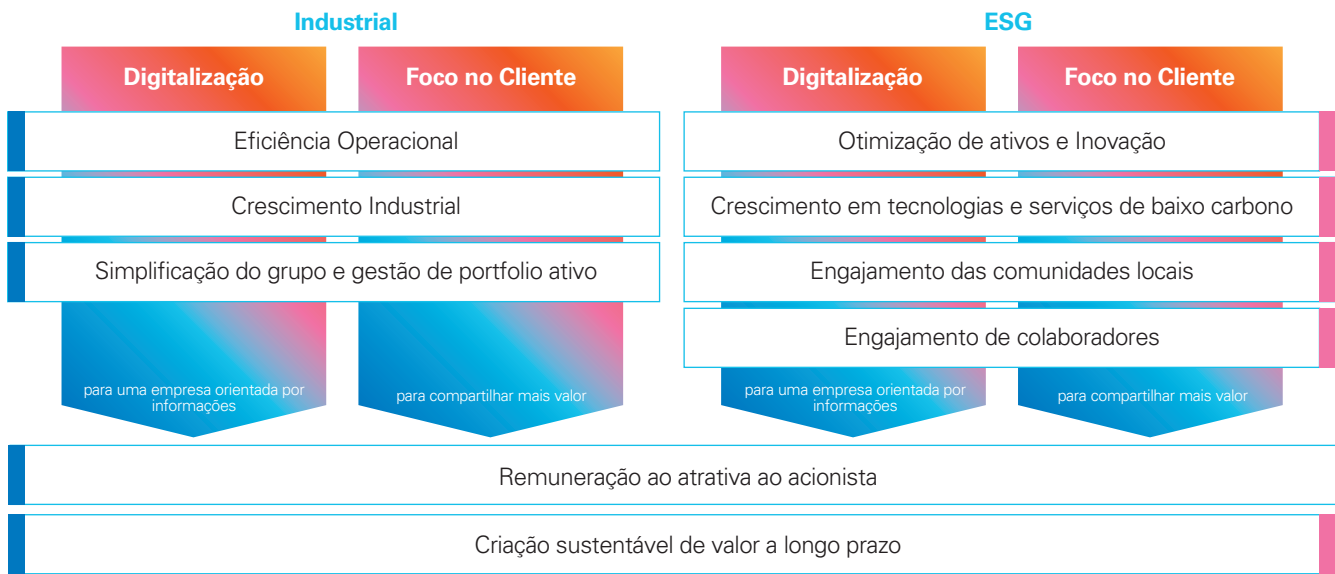 Industrial
Digitalização
Foco no Cliente
Eficiência Operacional
Crescimento Industrial
Simplificação do grupo e gestão de portfolio ativo
para uma empresa orientada por
informações
para compartilhar mais valor
ESG
Digitalização
Foco no Cliente
Otimização de ativos e Inovação
Crescimento em tecnologias e serviços de baixo carbono
Engajamento das comunidades locais
Engajamento de colaboradores
para uma empresa orientada por
informações
para compartilhar mais valor
Remuneração ao atrativa ao acionista
Criação sustentável de valor a longo prazo